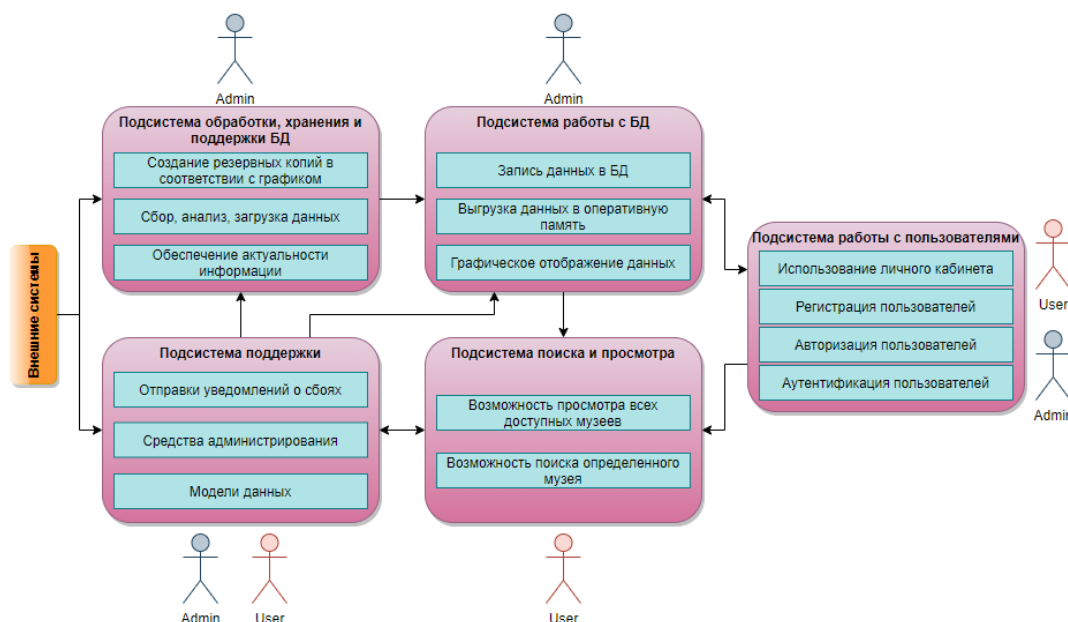 Admin
Admin
Подсистема обработки, хранения и
поддержки БД
Создание резервных копий в
соответствии с графиком
Сбор, анализ, загрузка данных
Обеспечение актуальности
информации
Подсистема работы с БД
Запись данных в БД
Выгрузка данных в оперативную
память
Графическое отображение данных
Подсистема работы с пользователями
Использование личного кабинета
Регистрация пользователей
Авторизация пользователей
Аутентификация пользователей
User
Admin
Внешние системы
Подсистема поддержки
Отправки уведомлений о сбоях
Средства администрирования
Модели данных
Подсистема поиска и просмотра
Возможность просмотра всех
доступных музеев
Возможность поиска определенного
музея
Admin
User
User